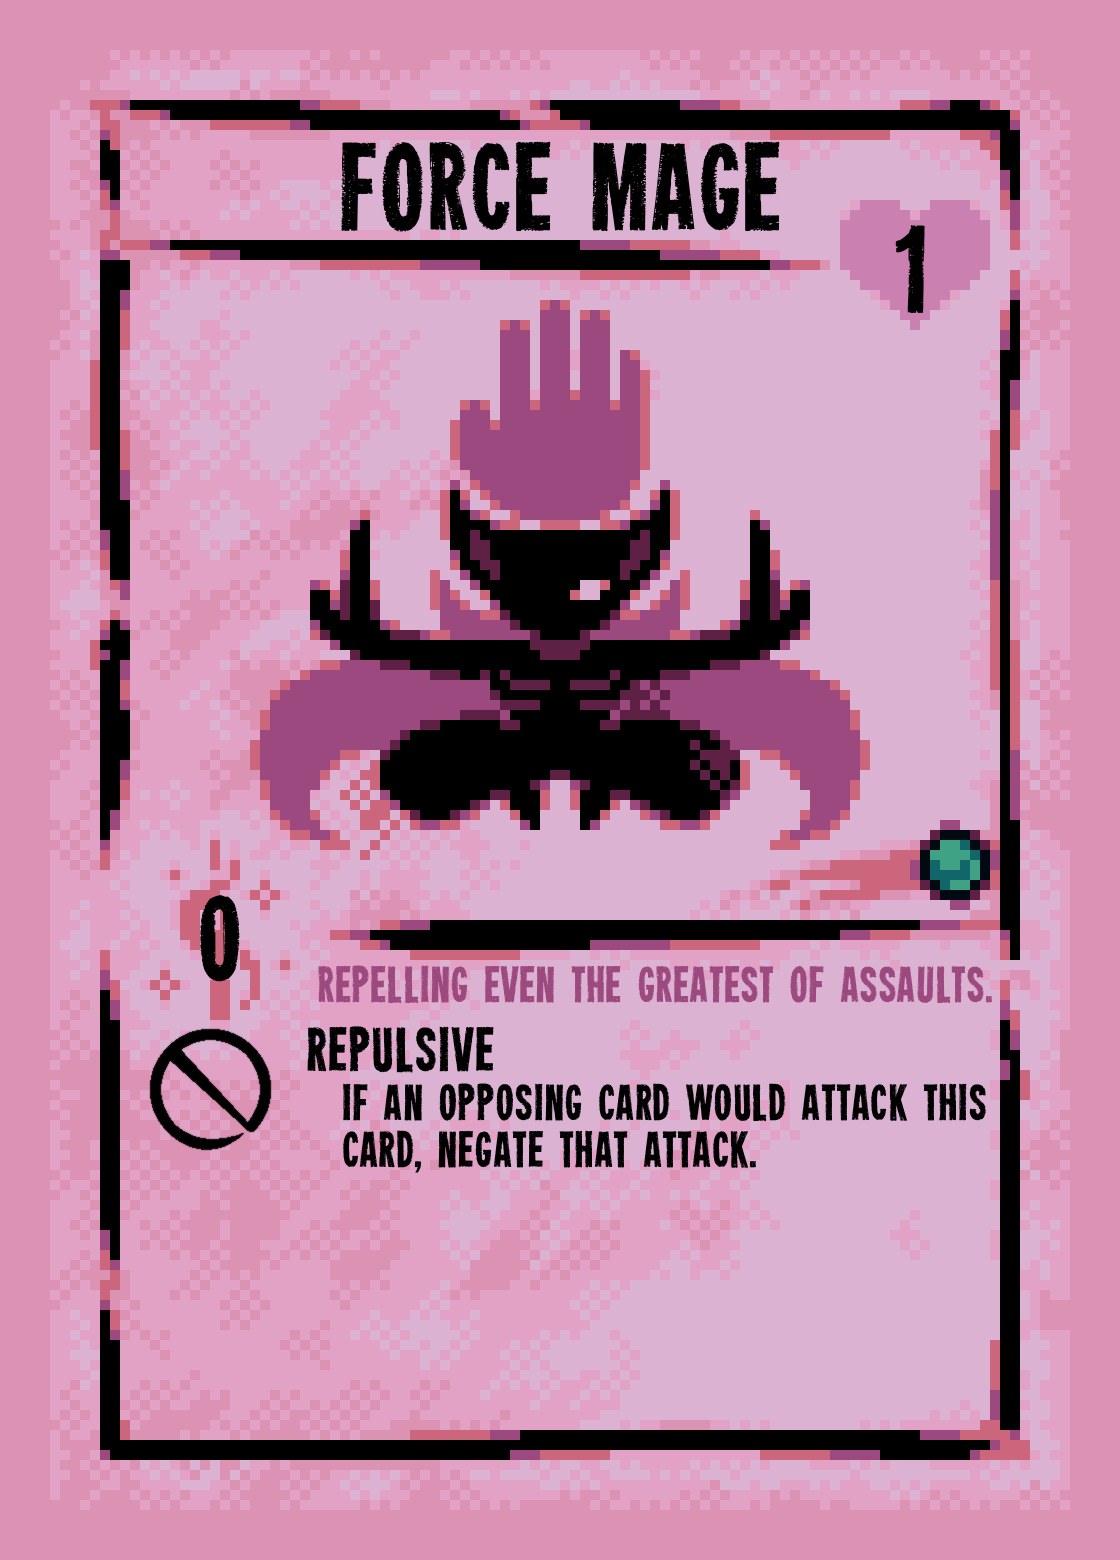 FORCE MAGE
1
0
REPELLING EVEN THE GREATEST OF ASSAULTS.
REPULSIVE
IF AN OPPOSING CARD WOULD ATTACK THIS
CARD, NEGATE THAT ATTACK.